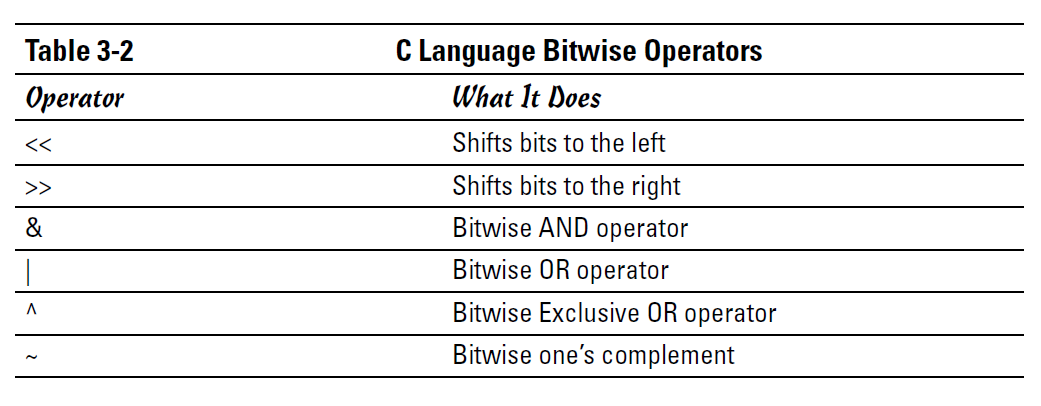 Table 3-2 C Language Bitwise Operators
Operator What It Does
<< Shifts bits to the left
>> Shifts bits to the right
& Bitwise AND operator
| Bitwise OR operator
^ Bitwise Exclusive OR operator
~ Bitwise one’s complement